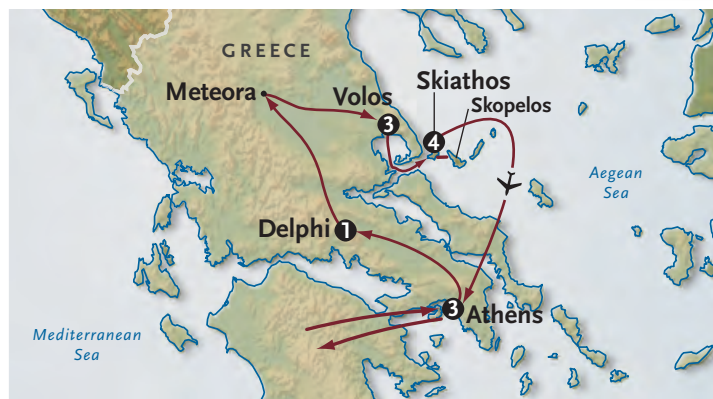 GREECE
Meteora
Volos
3
Skiathos
4
Skopelos
Aegean
Sea
Delphi 1
3 Athens
Mediterranean
Sea